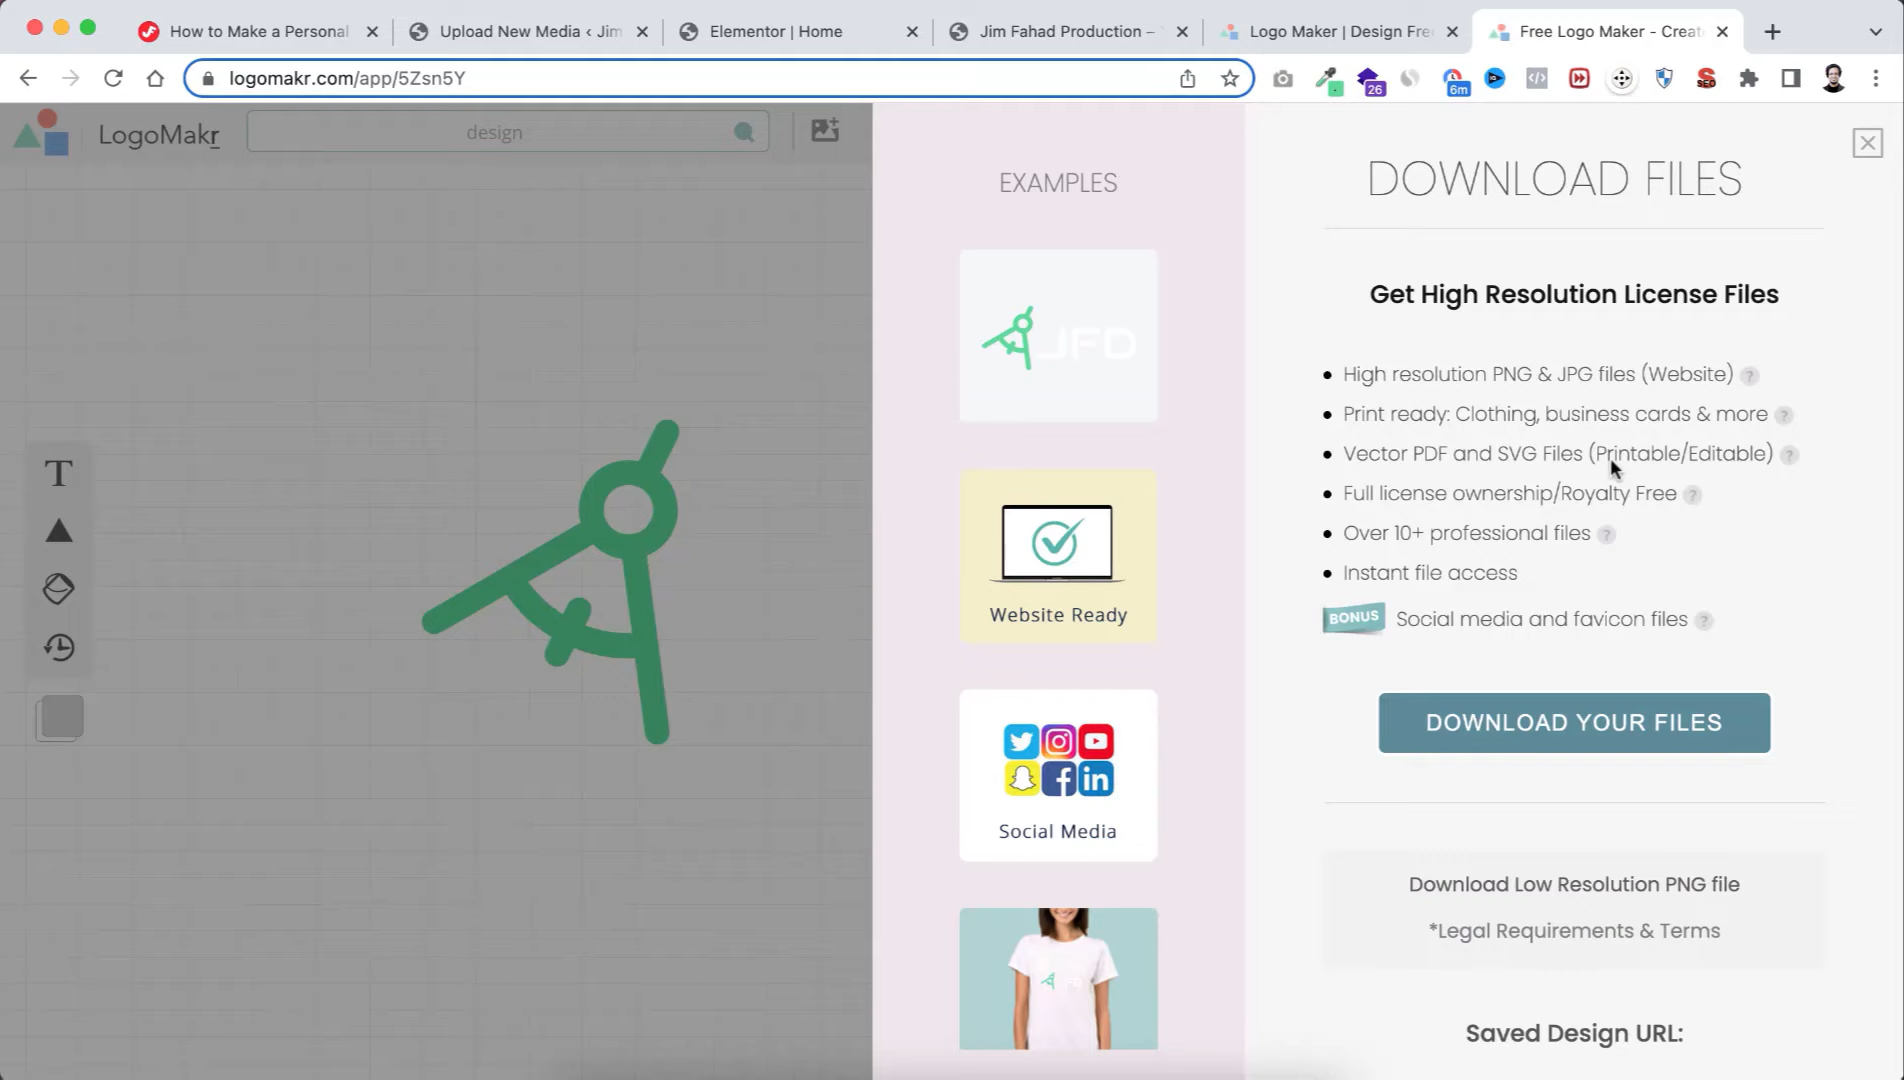 How to Make a Personal
Upload New Media ‹ Jim
Elementor | Home
Jim Fahad Production –
Logo Maker | Design Free
Free Logo Maker - Creat
logomakr.com/app/5Zsn5Y
26
6m
SEO
LogoMakr
design
T
EXAMPLES
JFD
Website Ready
Social Media
DOWNLOAD FILES
Get High Resolution License Files
• High resolution PNG & JPG files (Website) ?
• Print ready: Clothing, business cards & more ?
• Vector PDF and SVG Files (Printable/Editable) ?
• Full license ownership/Royalty Free ?
• Over 10+ professional files ?
• Instant file access
BONUS Social media and favicon files ?
DOWNLOAD YOUR FILES
Download Low Resolution PNG file
*Legal Requirements & Terms
Saved Design URL: